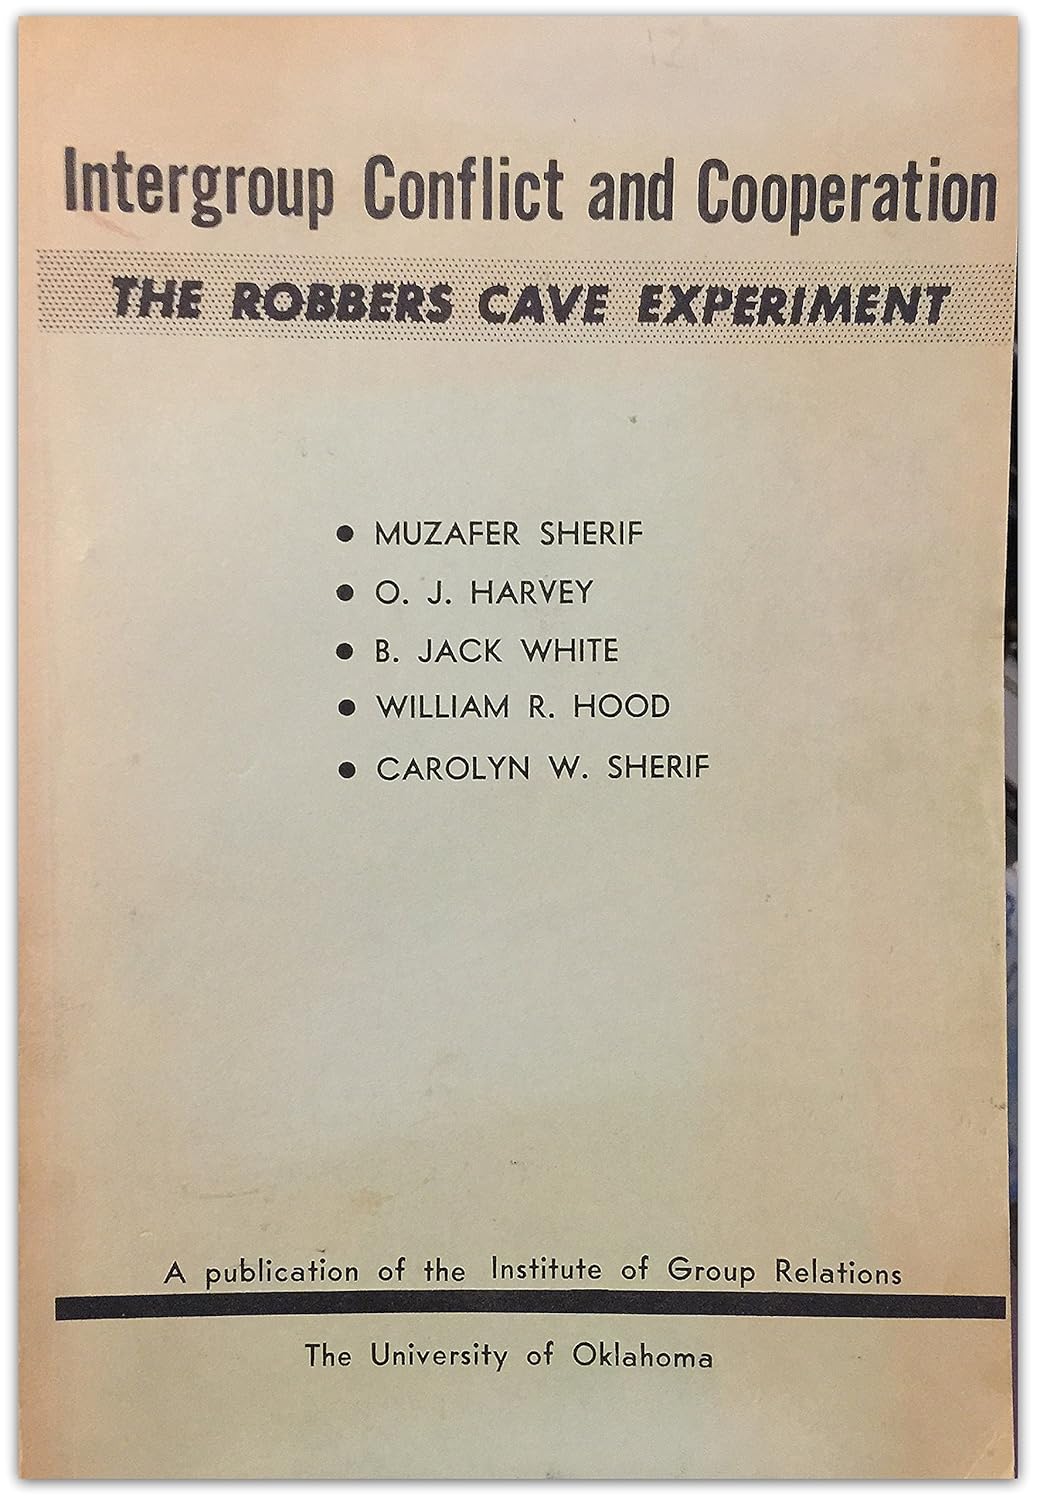 Intergroup Conflict and Cooperation
THE ROBBERS CAVE EXPERIMENT
• MUZAFER SHERIF
• O. J. HARVEY
• B. JACK WHITE
• WILLIAM R. HOOD
• CAROLYN W. SHERIF
A publication of the Institute of Group Relations
The University of Oklahoma